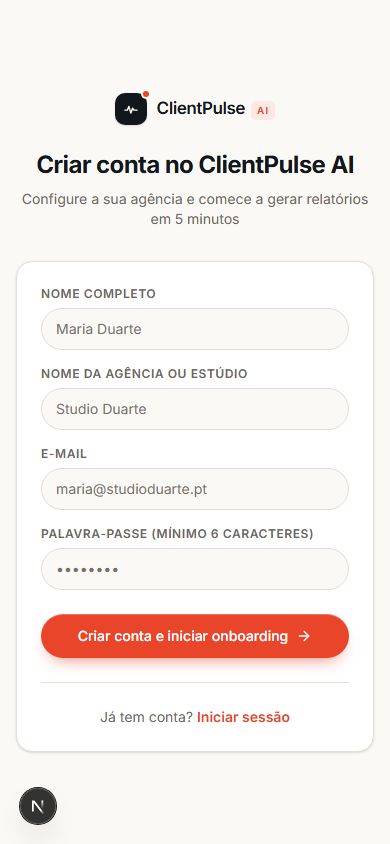 ClientPulse AI
Criar conta no ClientPulse AI
Configure a sua agência e comece a gerar relatórios
em 5 minutos
NOME COMPLETO
Maria Duarte
NOME DA AGÊNCIA OU ESTÚDIO
Studio Duarte
E-MAIL
maria@studioduarte.pt
PALAVRA-PASSE (MÍNIMO 6 CARACTERES)
••••••••
Criar conta e iniciar onboarding →
Já tem conta? Iniciar sessão
N